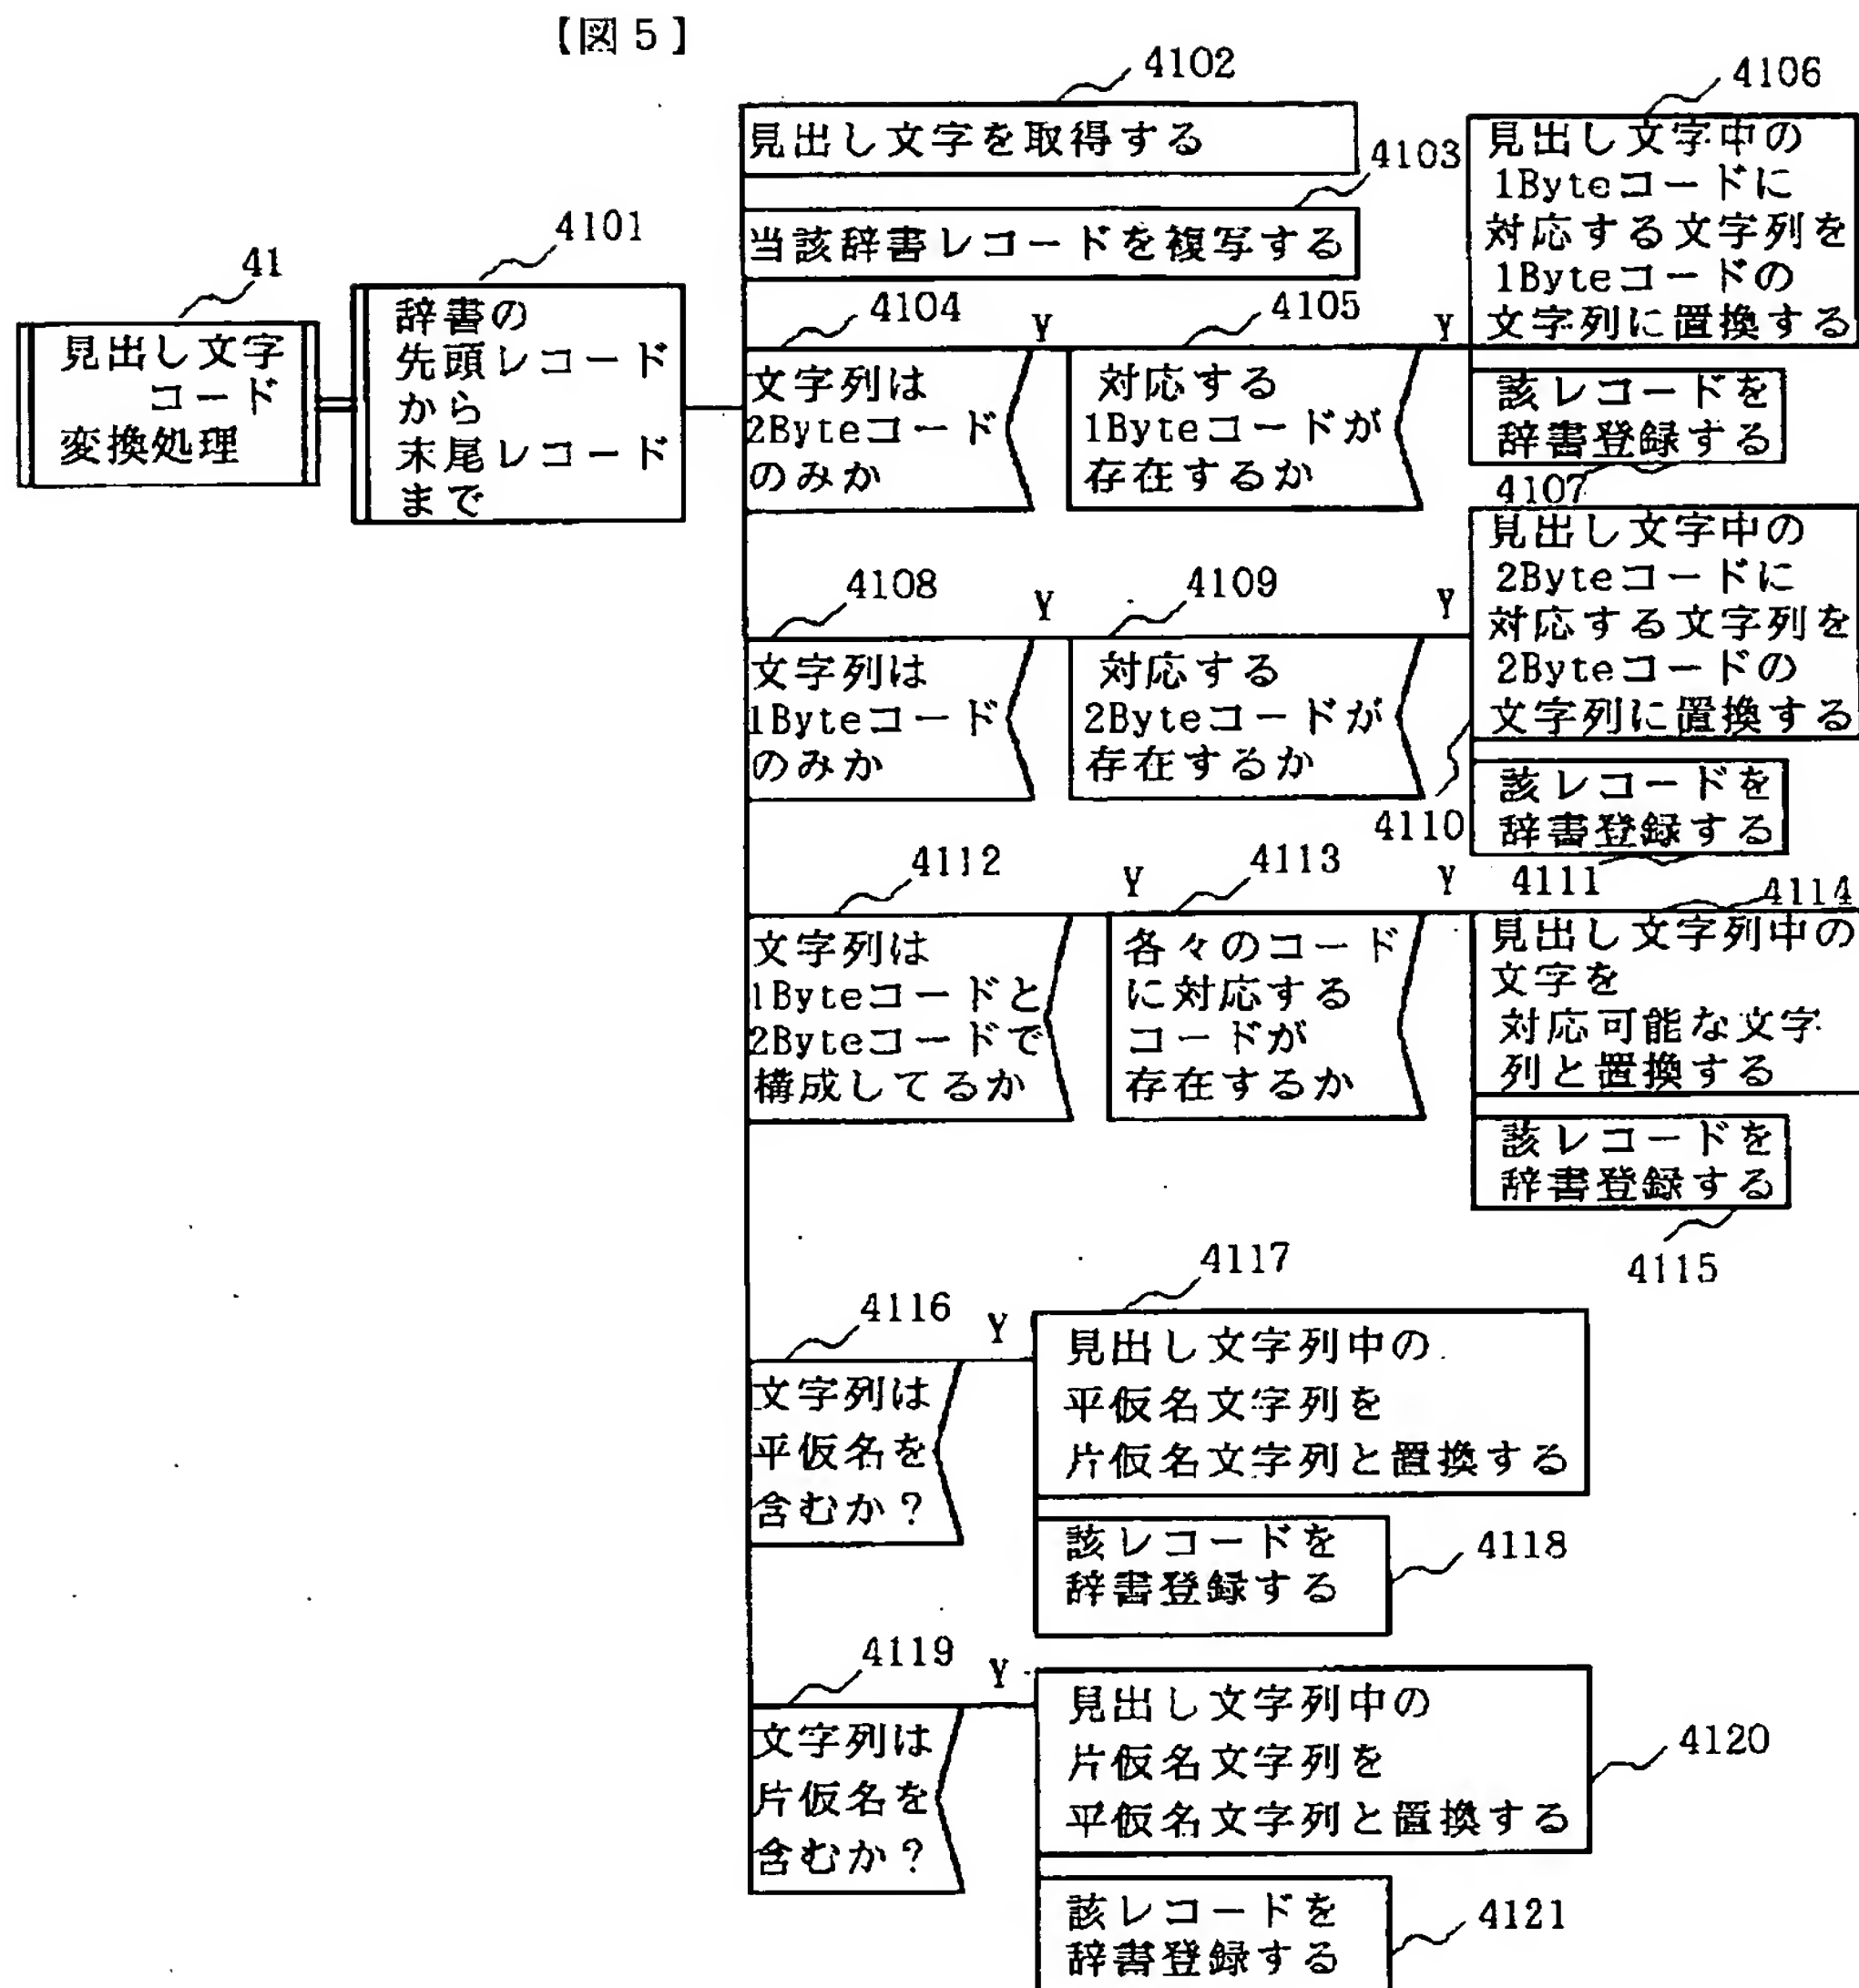 【図5】
41
見出し文字
コード
変換処理
4101
辞書の
先頭レコード
から
末尾レコード
まで
4102
見出し文字を取得する
4103
当該辞書レコードを複写する
4104
文字列は
2Byteコード
のみか
Y
4105
対応する
1Byteコードが
存在するか
Y
4106
見出し文字中の
1Byteコードに
対応する文字列を
1Byteコードの
文字列に置換する
該レコードを
辞書登録する
4107
4108
文字列は
1Byteコード
のみか
Y
4109
対応する
2Byteコードが
存在するか
Y
見出し文字中の
2Byteコードに
対応する文字列を
2Byteコードの
文字列に置換する
4110
該レコードを
辞書登録する
4111
4112
文字列は
1Byteコードと
2Byteコードで
構成してるか
Y
4113
各々のコード
に対応する
コードが
存在するか
Y
4114
見出し文字列中の
文字を
対応可能な文字
列と置換する
該レコードを
辞書登録する
4115
4116
文字列は
平仮名を
含むか？
Y
4117
見出し文字列中の
平仮名文字列を
片仮名文字列と置換する
該レコードを
辞書登録する
4118
4119
文字列は
片仮名を
含むか？
Y
見出し文字列中の
片仮名文字列を
平仮名文字列と置換する
4120
該レコードを
辞書登録する
4121